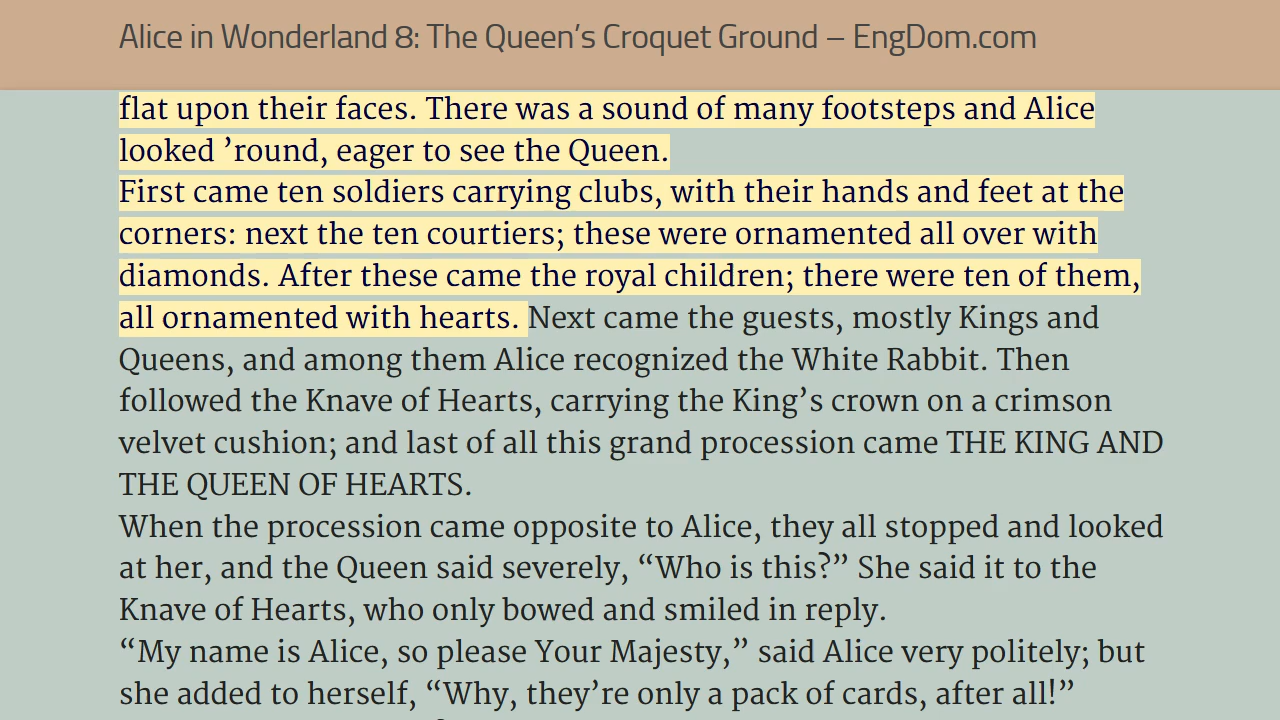 Alice in Wonderland 8: The Queen’s Croquet Ground – EngDom.com
flat upon their faces. There was a sound of many footsteps and Alice
looked ’round, eager to see the Queen.
First came ten soldiers carrying clubs, with their hands and feet at the
corners: next the ten courtiers; these were ornamented all over with
diamonds. After these came the royal children; there were ten of them,
all ornamented with hearts. Next came the guests, mostly Kings and
Queens, and among them Alice recognized the White Rabbit. Then
followed the Knave of Hearts, carrying the King’s crown on a crimson
velvet cushion; and last of all this grand procession came THE KING AND
THE QUEEN OF HEARTS.
When the procession came opposite to Alice, they all stopped and looked
at her, and the Queen said severely, “Who is this?” She said it to the
Knave of Hearts, who only bowed and smiled in reply.
“My name is Alice, so please Your Majesty,” said Alice very politely; but
she added to herself, “Why, they’re only a pack of cards, after all!”